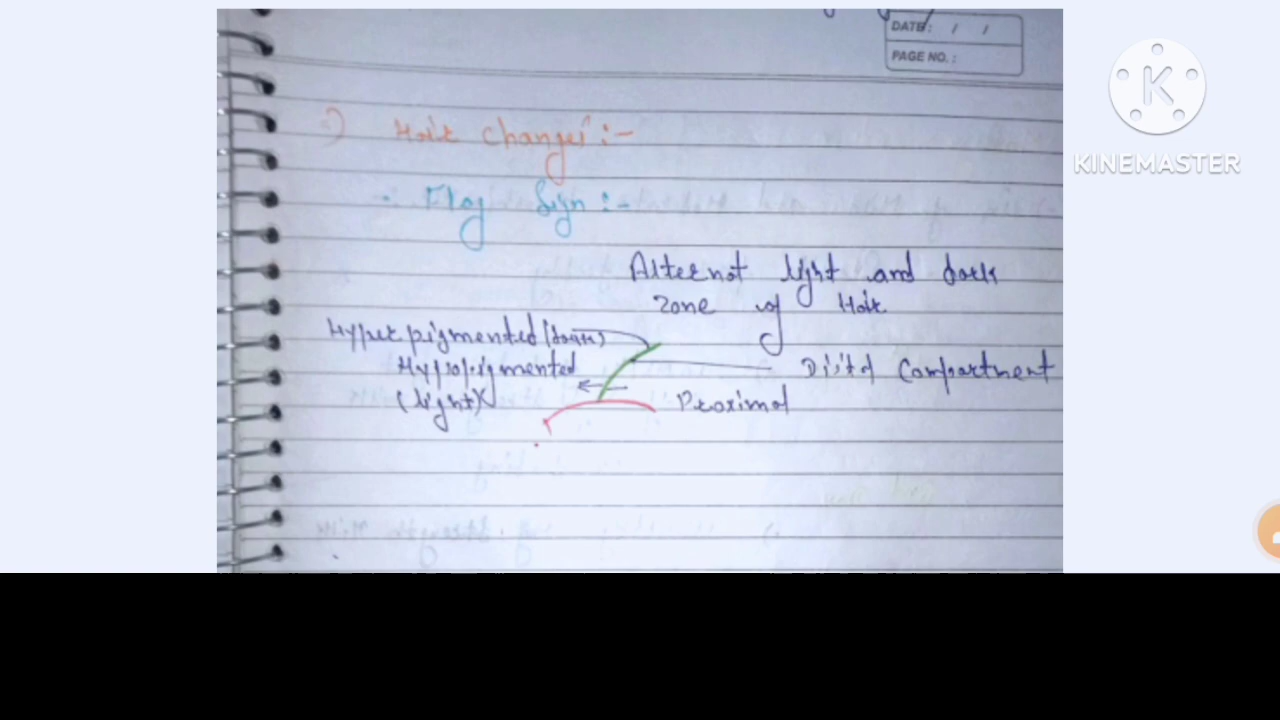 DATE: / /
PAGE NO.:
KINEMASTER
Hair changes :-
• Flag Sign :-
Alternat light and dark
zone of Hair
Hyperpigmented (dark)
Hypopigmented
(light)
Distal Compartment
Proximal